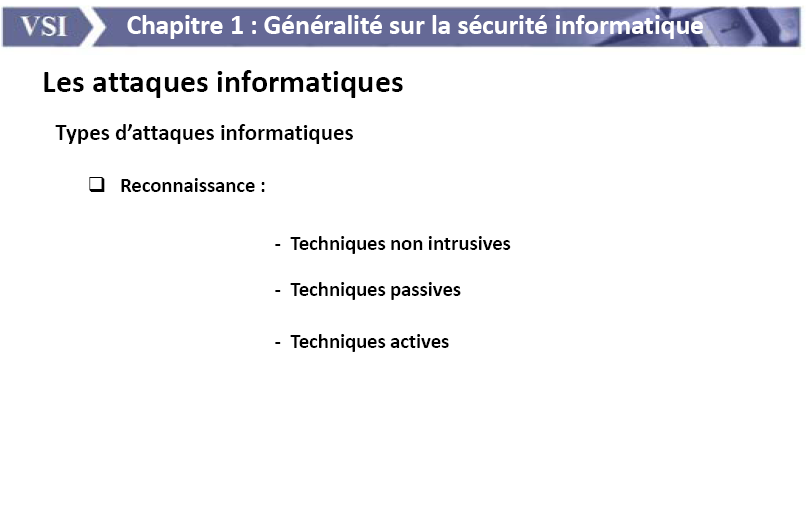 VSI Chapitre 1 : Généralité sur la sécurité informatique
Les attaques informatiques
Types d’attaques informatiques
❑ Reconnaissance :
- Techniques non intrusives
- Techniques passives
- Techniques actives